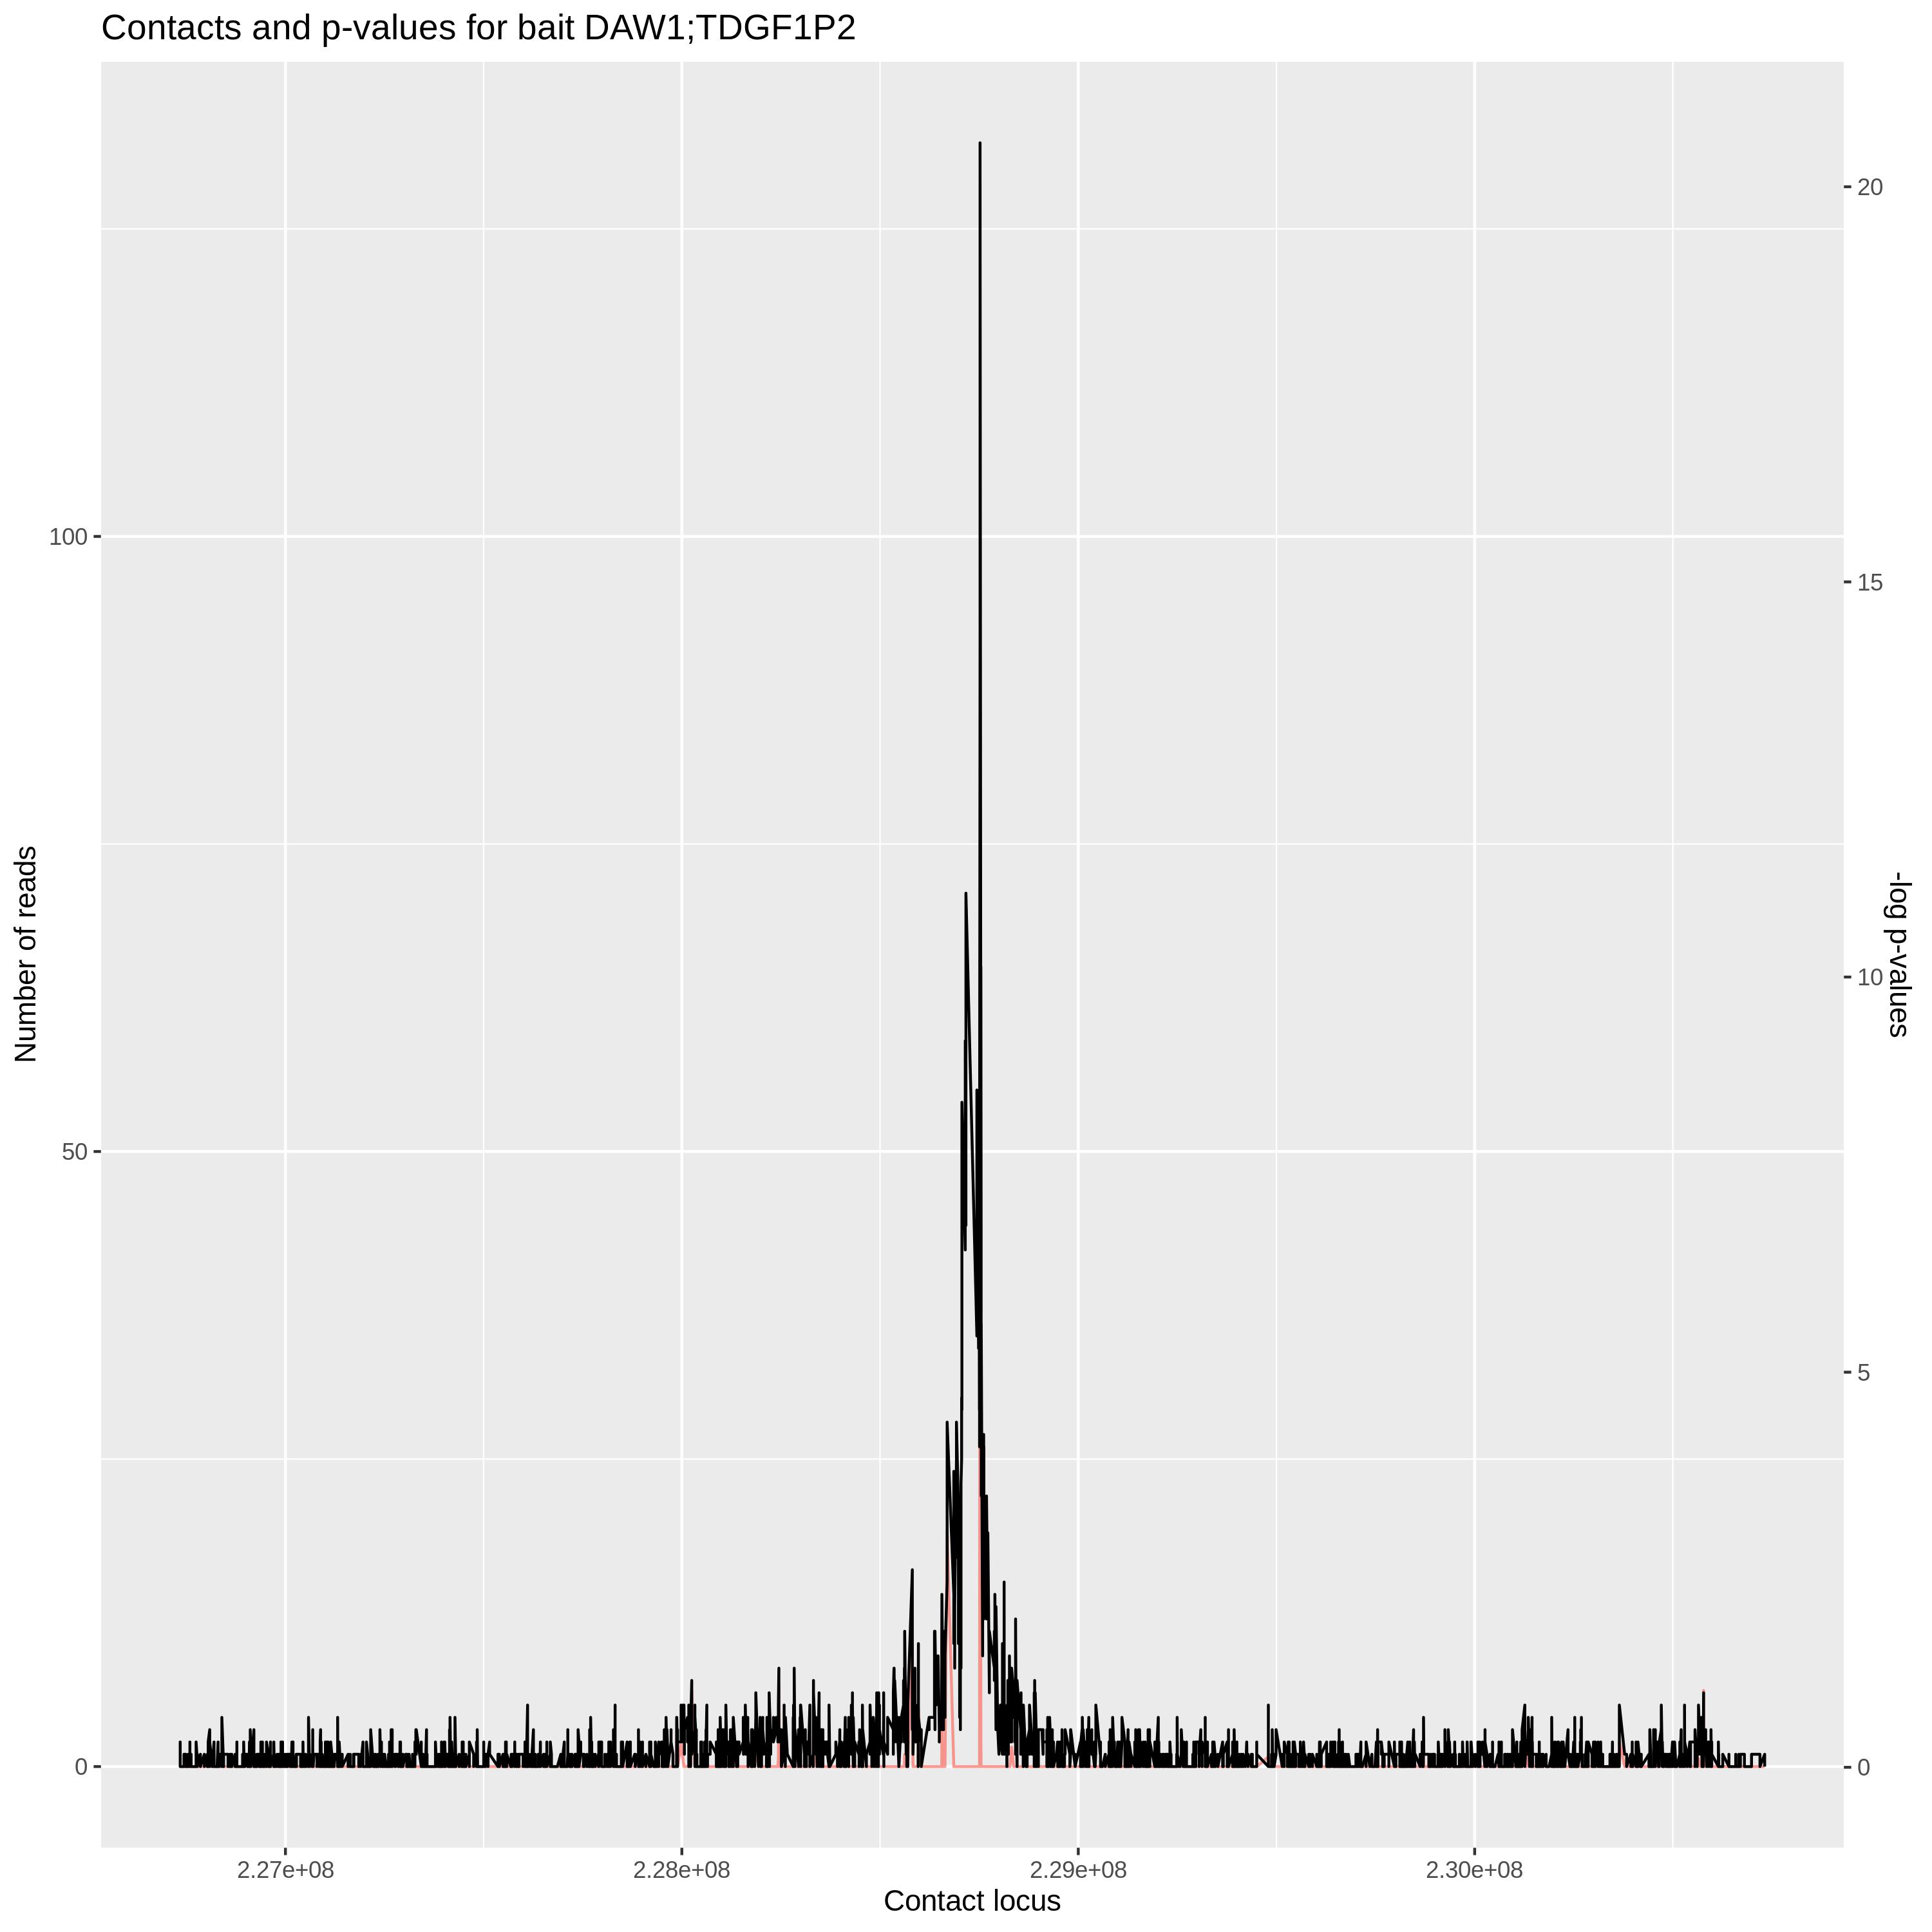 Contacts and p-values for bait DAW1;TDGF1P2
Number of reads
100
50
0
20
15
10
5
0
-log p-values
2.27e+08
2.28e+08
2.29e+08
2.30e+08
Contact locus